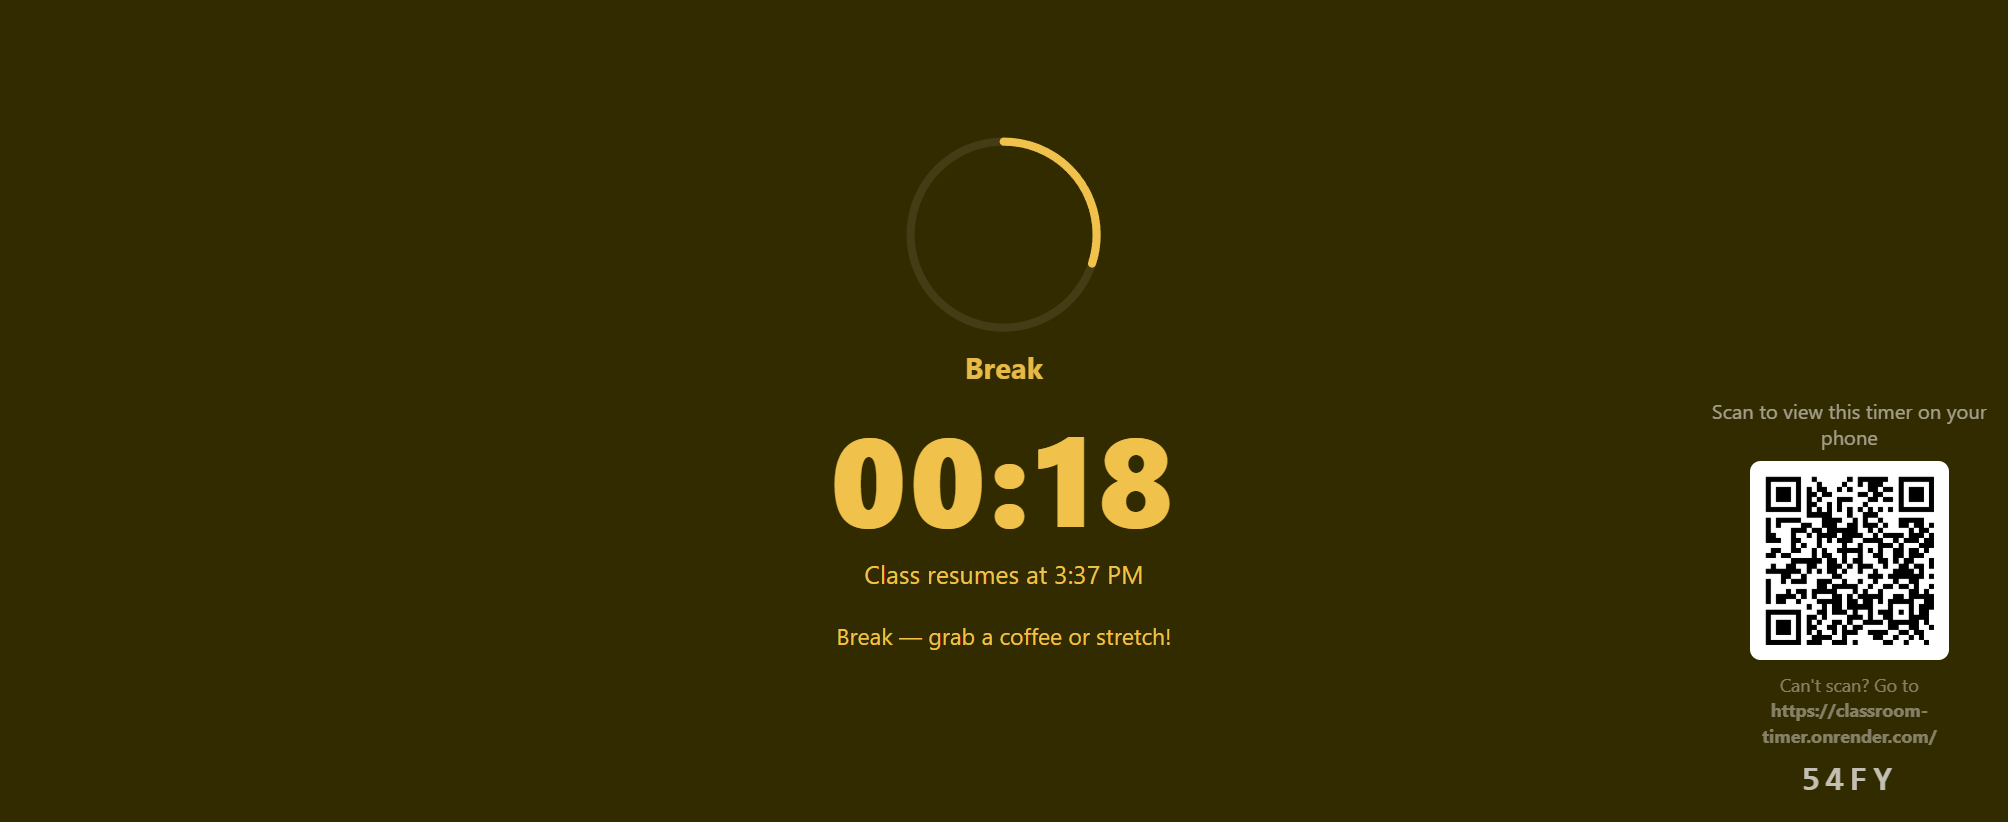 Break
00:18
Class resumes at 3:37 PM
Break — grab a coffee or stretch!
Scan to view this timer on your
phone
Can't scan? Go to
https://classroom-
timer.onrender.com/
54FY